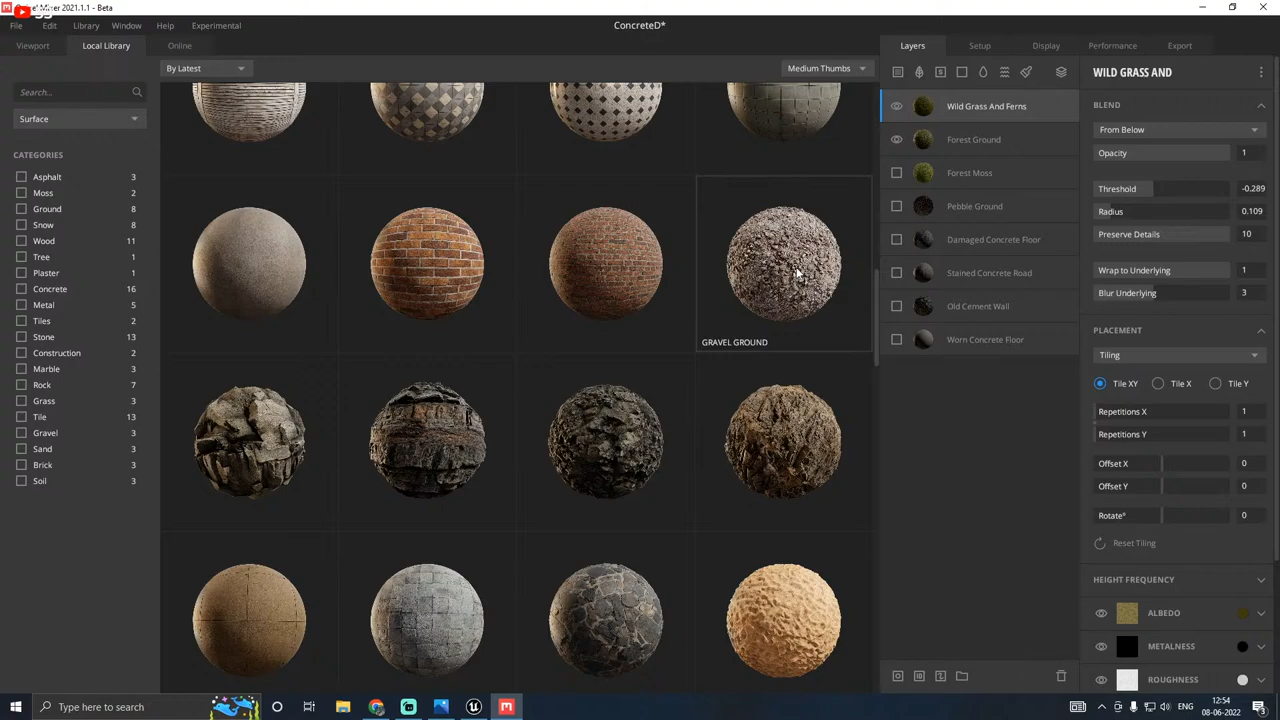 Mixer 2021.1.1 - Beta
File Edit Library Window Help Experimental
ConcreteD*
Viewport Local Library Online
Layers Setup Display Performance Export
By Latest
Medium Thumbs
Search...
Surface
CATEGORIES
Asphalt 3
Moss 2
Ground 8
Snow 8
Wood 11
Tree 1
Plaster 1
Concrete 16
Metal 5
Tiles 2
Stone 13
Construction 2
Marble 3
Rock 7
Grass 3
Tile 13
Gravel 3
Sand 3
Brick 3
Soil 3
GRAVEL GROUND
Wild Grass And Ferns
Forest Ground
Forest Moss
Pebble Ground
Damaged Concrete Floor
Stained Concrete Road
Old Cement Wall
Worn Concrete Floor
WILD GRASS AND
BLEND
From Below
Opacity 1
Threshold -0.289
Radius 0.109
Preserve Details 10
Wrap to Underlying 1
Blur Underlying 3
PLACEMENT
Tiling
Tile XY Tile X Tile Y
Repetitions X 1
Repetitions Y 1
Offset X 0
Offset Y 0
Rotate° 0
Reset Tiling
HEIGHT FREQUENCY
ALBEDO
METALNESS
ROUGHNESS
Type here to search
ENG
12:54
08-06-2022
3